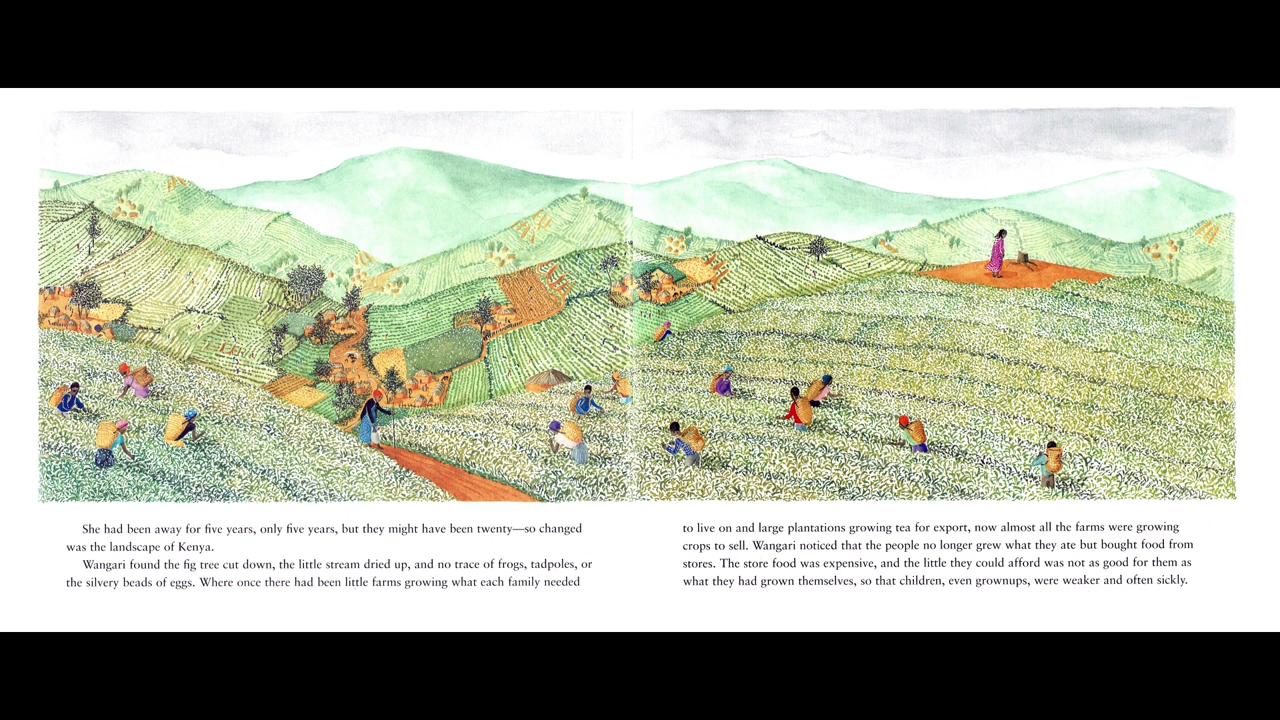 She had been away for five years, only five years, but they might have been twenty—so changed
was the landscape of Kenya.
Wangari found the fig tree cut down, the little stream dried up, and no trace of frogs, tadpoles, or
the silvery beads of eggs. Where once there had been little farms growing what each family needed
to live on and large plantations growing tea for export, now almost all the farms were growing
crops to sell. Wangari noticed that the people no longer grew what they ate but bought food from
stores. The store food was expensive, and the little they could afford was not as good for them as
what they had grown themselves, so that children, even grownups, were weaker and often sickly.